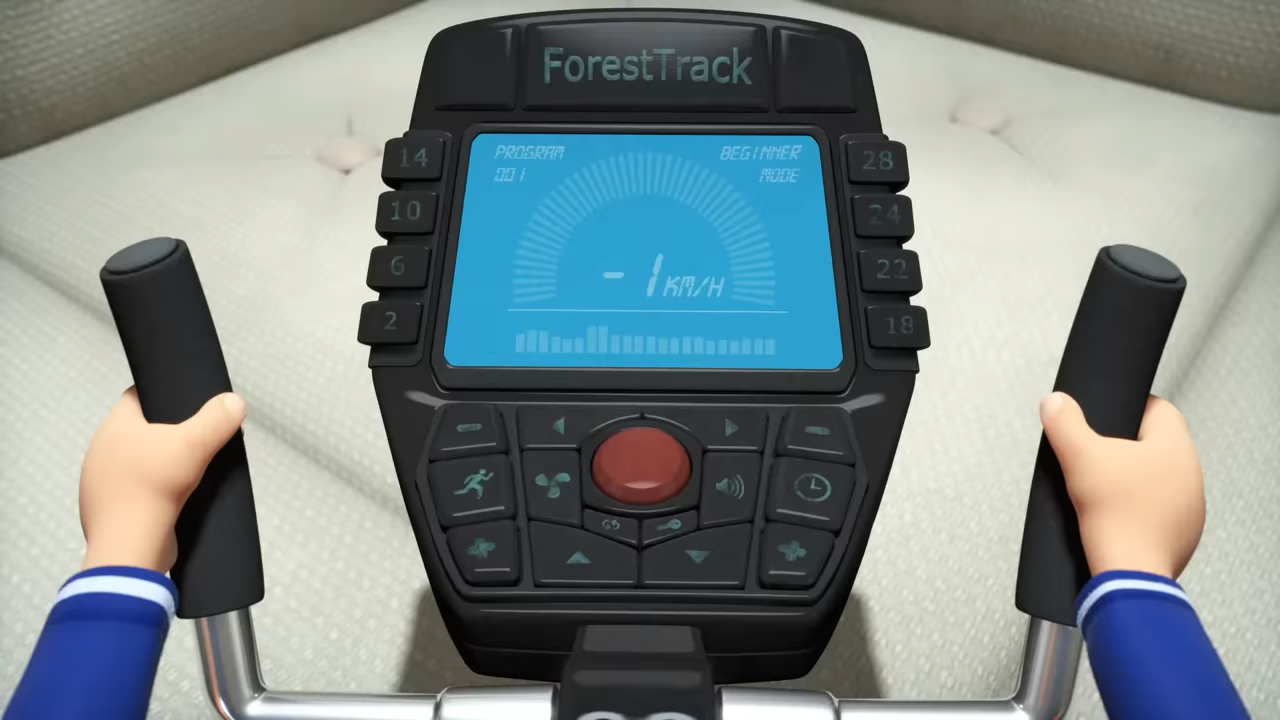 ForestTrack
PROGRAM
001
BEGINNER
MODE
14
10
6
2
28
24
22
18
-1 KM/H